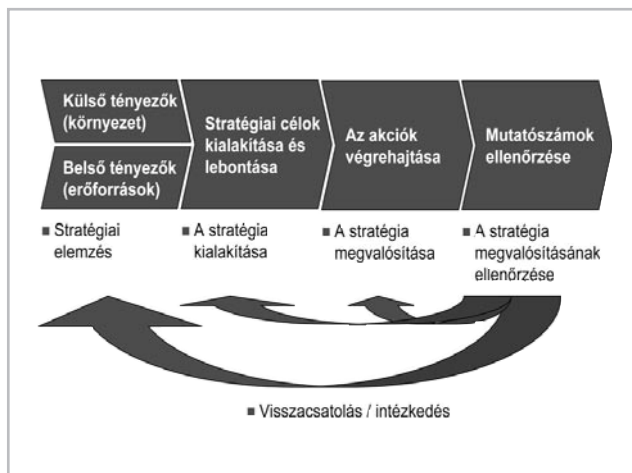 Külső tényezők
(környezet)
Belső tényezők
(erőforrások)
Stratégiai célok
kialakítása és
lebontása
Az akciók
végrehajtása
Mutatószámok
ellenőrzése
■ Stratégiai
elemzés
■ A stratégia
kialakítása
■ A stratégia
megvalósítása
■ A stratégia
megvalósításának
ellenőrzése
■ Visszacsatolás / intézkedés